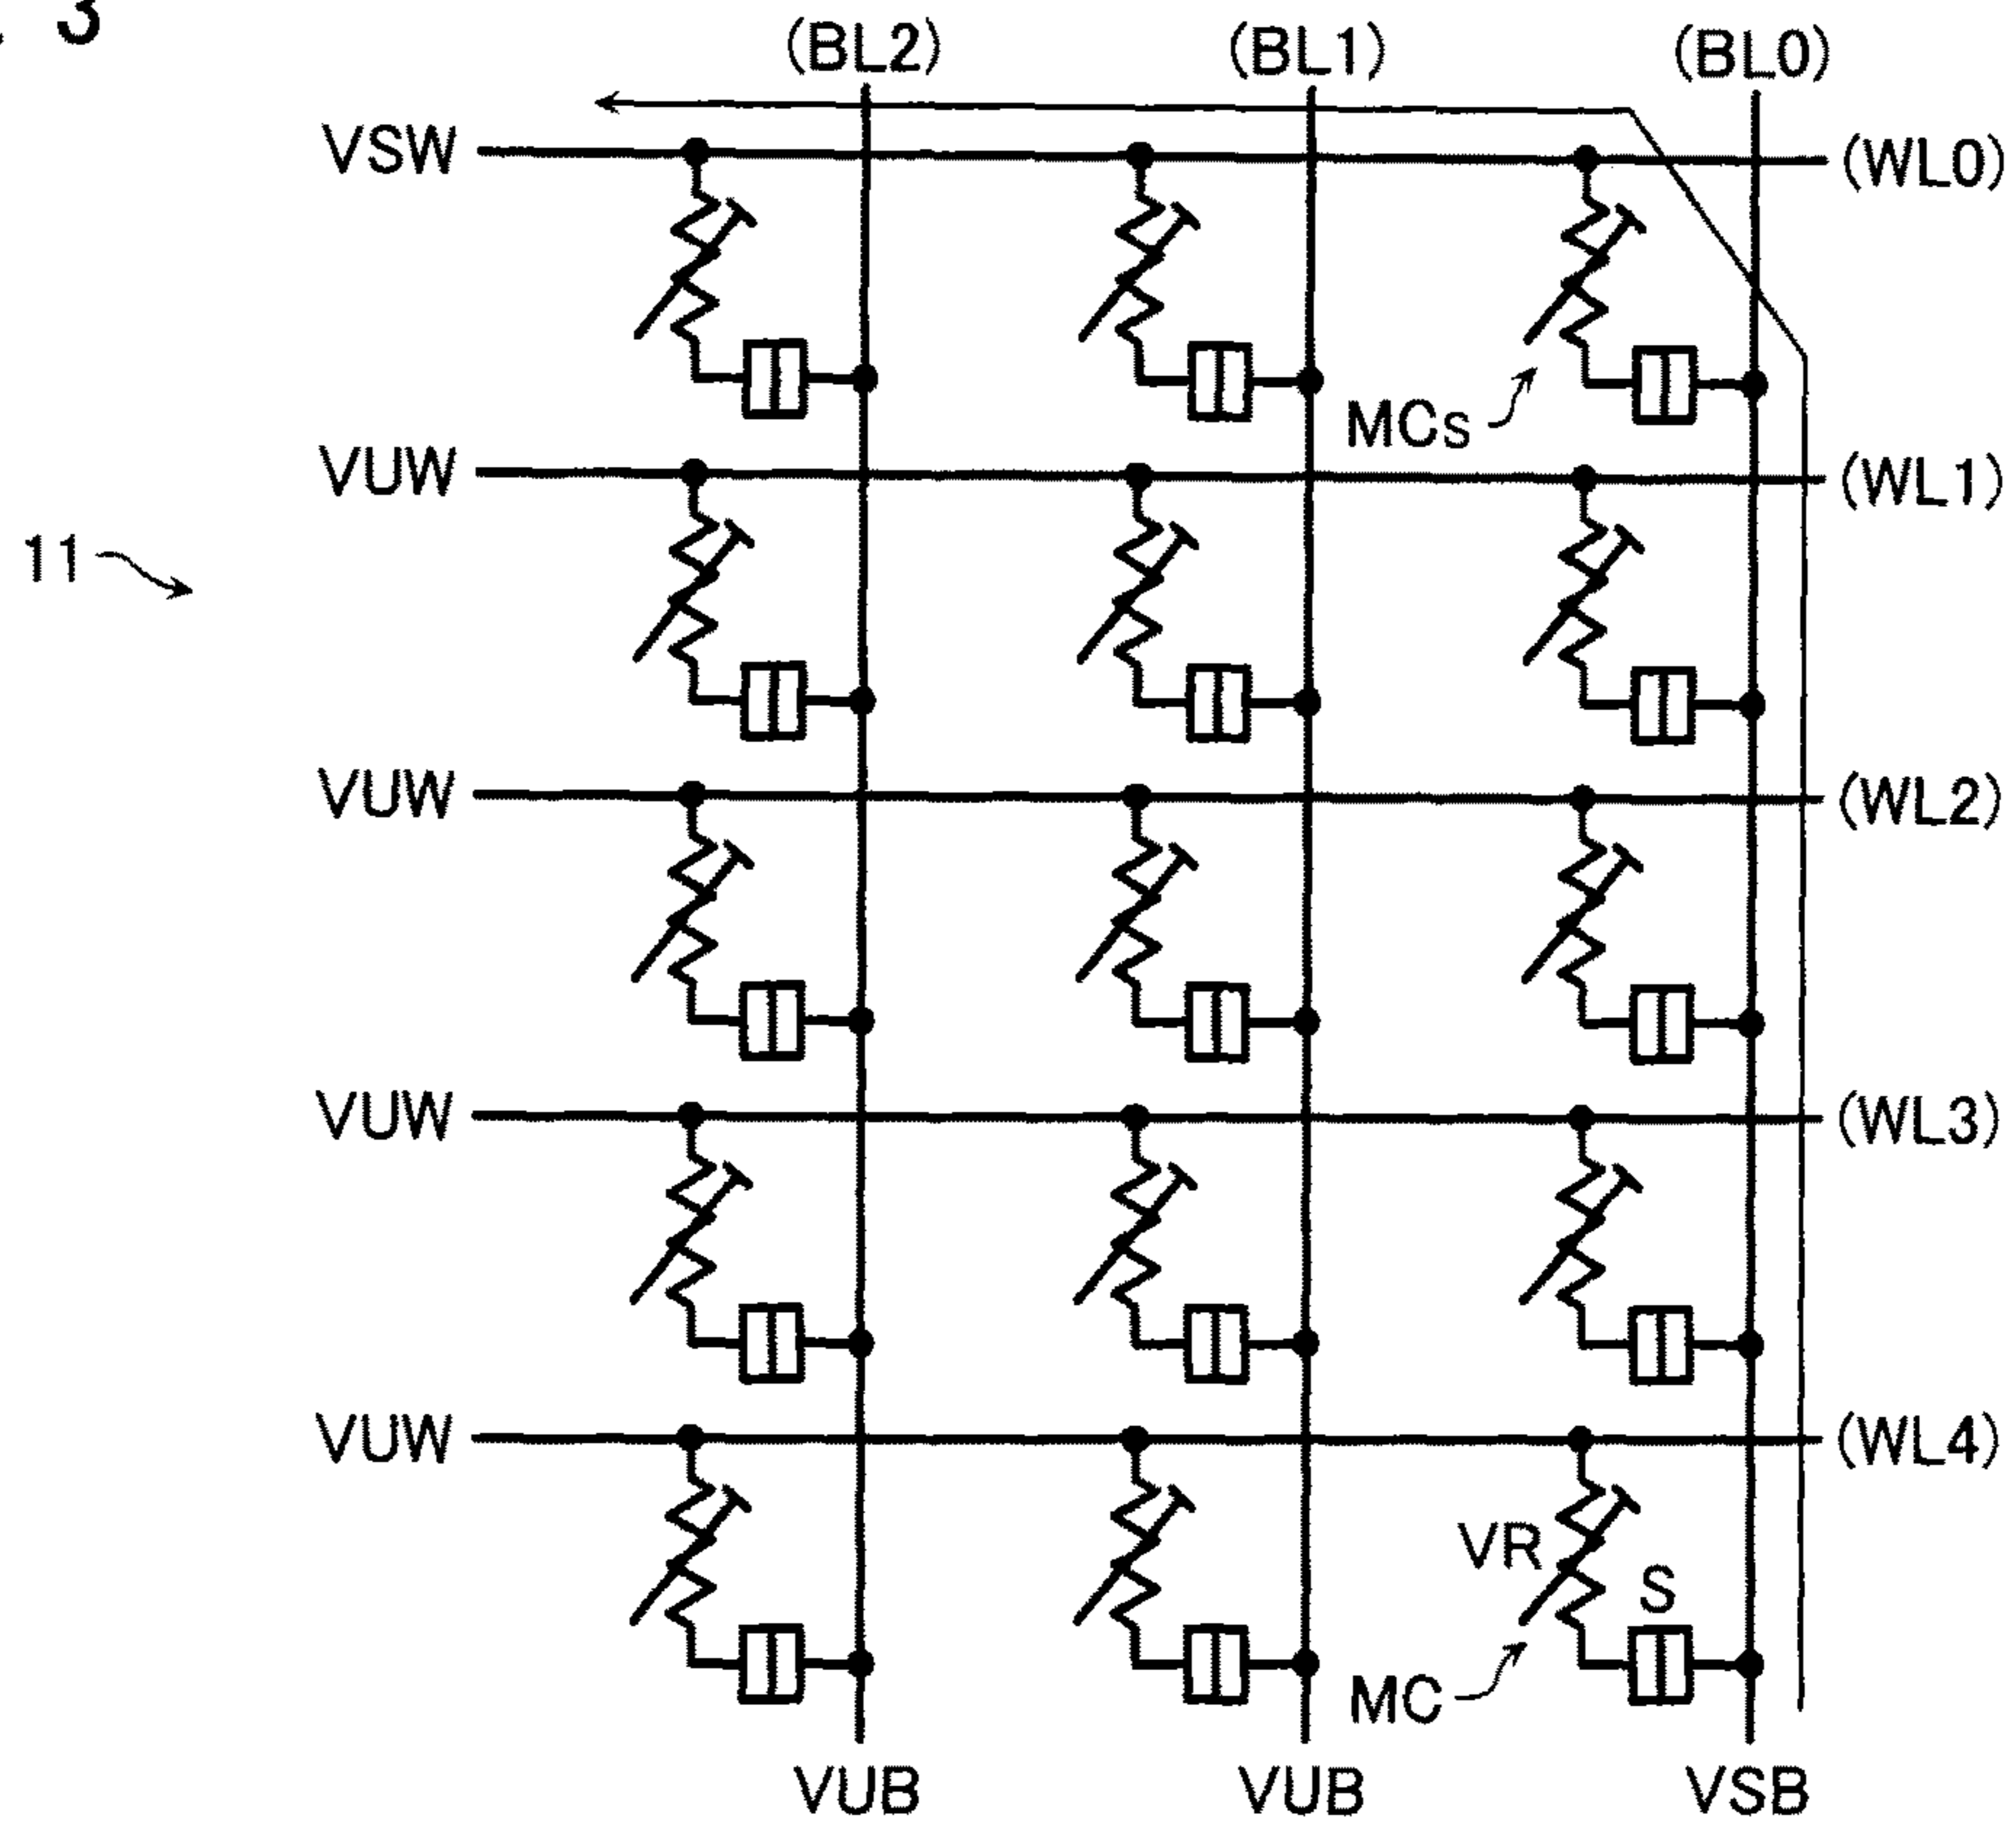 3
(BL2) (BL1) (BL0)
VSW (WL0)
MCS
VUW (WL1)
11
VUW (WL2)
VUW (WL3)
VUW (WL4)
VR
S
MC
VUB VUB VSB